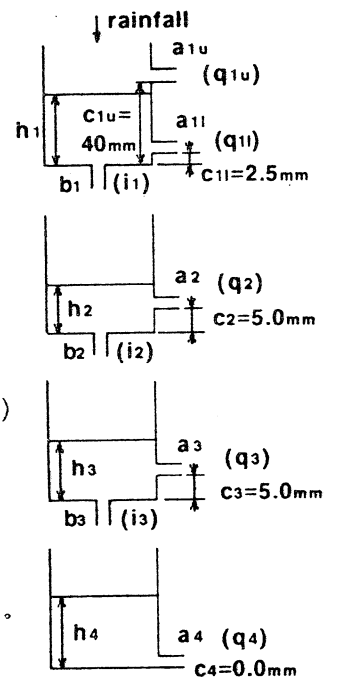 rainfall
a1u
(q1u)
h1
c1u=
40mm
a1l
(q1l)
c1l=2.5mm
b1 (i1)
a2 (q2)
h2
c2=5.0mm
b2 (i2)
)
a3 (q3)
h3
c3=5.0mm
b3 (i3)
h4
a4 (q4)
c4=0.0mm